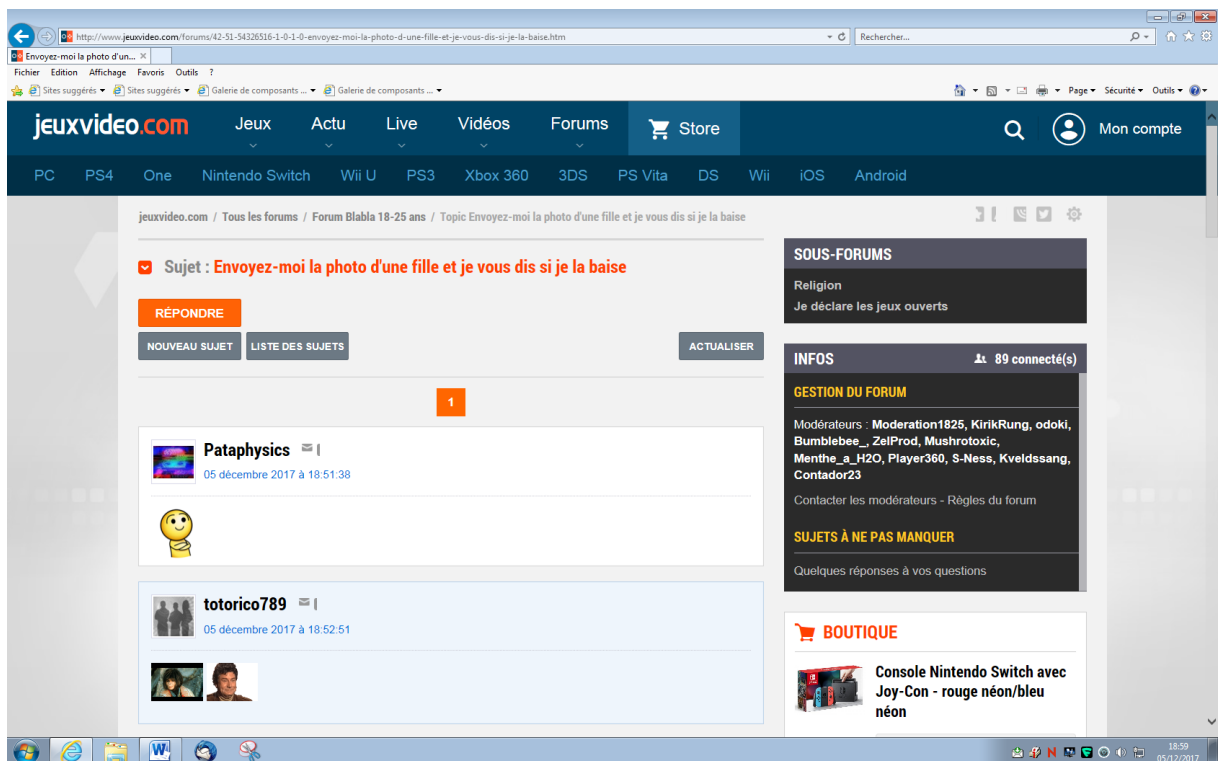 http://www.jeuxvideo.com/forums/42-51-54326516-1-0-1-0-envoyez-moi-la-photo-d-une-fille-et-je-vous-dis-si-je-la-baise.htm
Rechercher...
Envoyez-moi la photo d'un...
Fichier Edition Affichage Favoris Outils ?
Sites suggérés Sites suggérés Galerie de composants ... Galerie de composants ...
Page Sécurité Outils
jeuxvideo.com Jeux Actu Live Vidéos Forums Store Mon compte
PC PS4 One Nintendo Switch Wii U PS3 Xbox 360 3DS PS Vita DS Wii iOS Android
jeuxvideo.com / Tous les forums / Forum Blabla 18-25 ans / Topic Envoyez-moi la photo d'une fille et je vous dis si je la baise
Sujet : Envoyez-moi la photo d'une fille et je vous dis si je la baise
RÉPONDRE
NOUVEAU SUJET LISTE DES SUJETS ACTUALISER
1
Pataphysics
05 décembre 2017 à 18:51:38
totorico789
05 décembre 2017 à 18:52:51
SOUS-FORUMS
Religion
Je déclare les jeux ouverts
INFOS 89 connecté(s)
GESTION DU FORUM
Modérateurs : Moderation1825, KirikRung, odoki,
Bumblebee_, ZelProd, Mushrotoxic,
Menthe_a_H2O, Player360, S-Ness, Kveldssang,
Contador23
Contacter les modérateurs - Règles du forum
SUJETS À NE PAS MANQUER
Quelques réponses à vos questions
BOUTIQUE
Console Nintendo Switch avec
Joy-Con - rouge néon/bleu
néon
18:59
05/12/2017